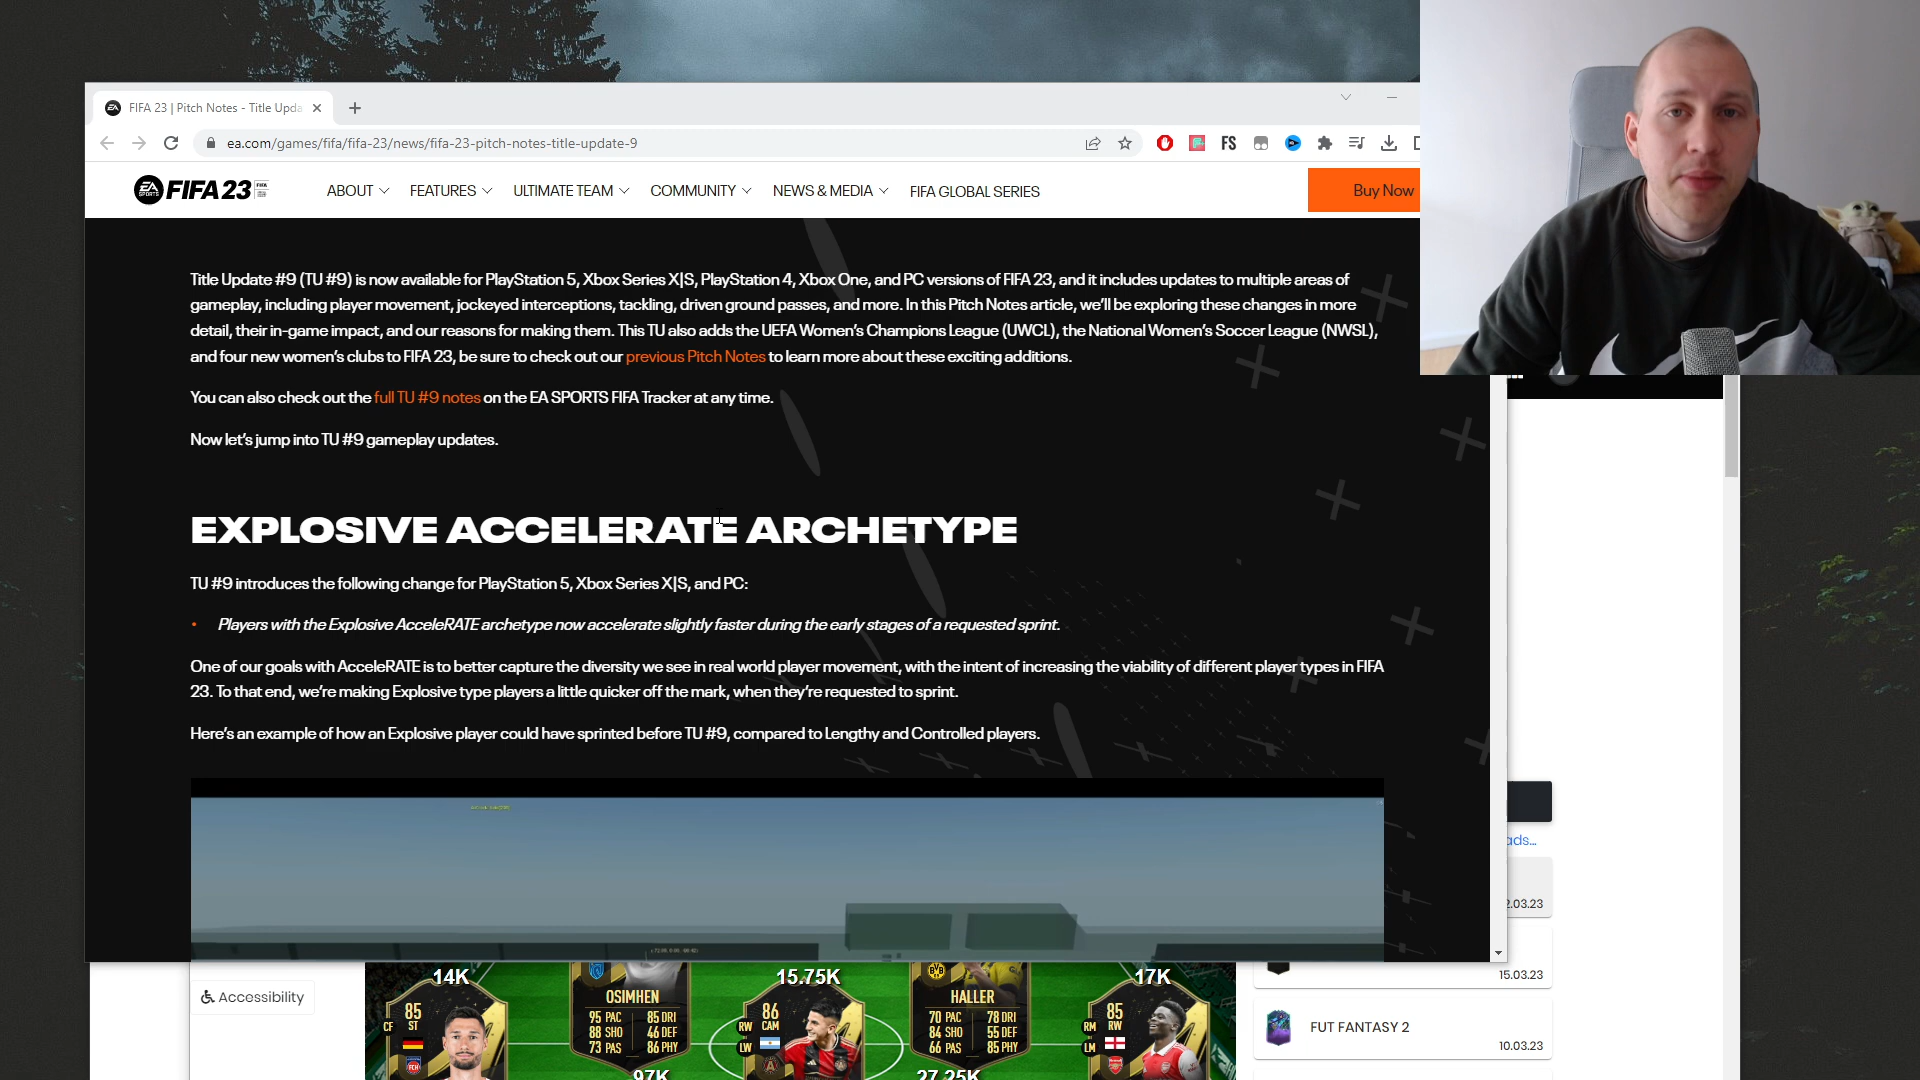 FIFA 23 | Pitch Notes - Title Upda
ea.com/games/fifa/fifa-23/news/fifa-23-pitch-notes-title-update-9
FS
EA SPORTS FIFA 23
ABOUT FEATURES ULTIMATE TEAM COMMUNITY NEWS & MEDIA FIFA GLOBAL SERIES
Buy Now
Title Update #9 (TU #9) is now available for PlayStation 5, Xbox Series X|S, PlayStation 4, Xbox One, and PC versions of FIFA 23, and it includes updates to multiple areas of
gameplay, including player movement, jockeyed interceptions, tackling, driven ground passes, and more. In this Pitch Notes article, we'll be exploring these changes in more
detail, their in-game impact, and our reasons for making them. This TU also adds the UEFA Women's Champions League (UWCL), the National Women's Soccer League (NWSL),
and four new women's clubs to FIFA 23, be sure to check out our previous Pitch Notes to learn more about these exciting additions.
You can also check out the full TU #9 notes on the EA SPORTS FIFA Tracker at any time.
Now let's jump into TU #9 gameplay updates.
EXPLOSIVE ACCELERATE ARCHETYPE
TU #9 introduces the following change for PlayStation 5, Xbox Series X|S, and PC:
• Players with the Explosive AcceleRATE archetype now accelerate slightly faster during the early stages of a requested sprint.
One of our goals with AcceleRATE is to better capture the diversity we see in real world player movement, with the intent of increasing the viability of different player types in FIFA
23. To that end, we're making Explosive type players a little quicker off the mark, when they're requested to sprint.
Here's an example of how an Explosive player could have sprinted before TU #9, compared to Lengthy and Controlled players.
ads...
2.03.23
15.03.23
FUT FANTASY 2
10.03.23
Accessibility
14K
85
ST
CF
OSIMHEN
95 PAC 85 DRI
88 SHO 46 DEF
73 PAS 86 PHY
97K
15.75K
86
CAM
RW
LW
HALLER
70 PAC 78 DRI
84 SHO 55 DEF
66 PAS 85 PHY
27.25K
17K
85
RW
RM
LM